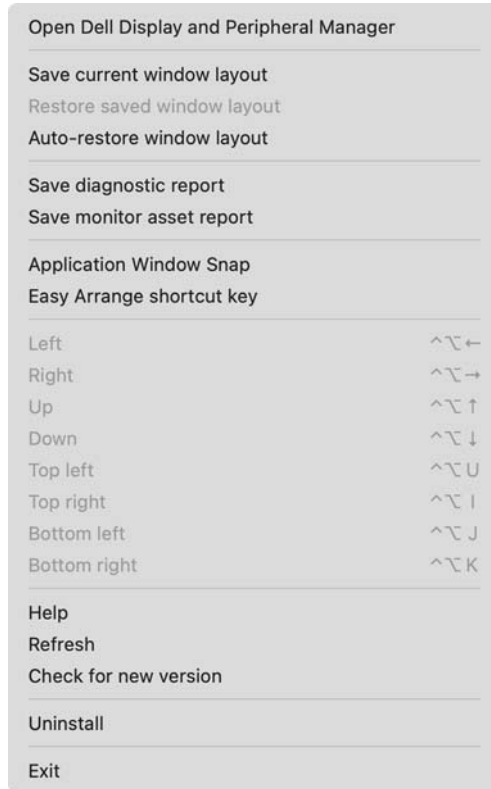 Open Dell Display and Peripheral Manager
Save current window layout
Restore saved window layout
Auto-restore window layout
Save diagnostic report
Save monitor asset report
Application Window Snap
Easy Arrange shortcut key
Left ^⌥←
Right ^⌥→
Up ^⌥↑
Down ^⌥↓
Top left ^⌥U
Top right ^⌥I
Bottom left ^⌥J
Bottom right ^⌥K
Help
Refresh
Check for new version
Uninstall
Exit